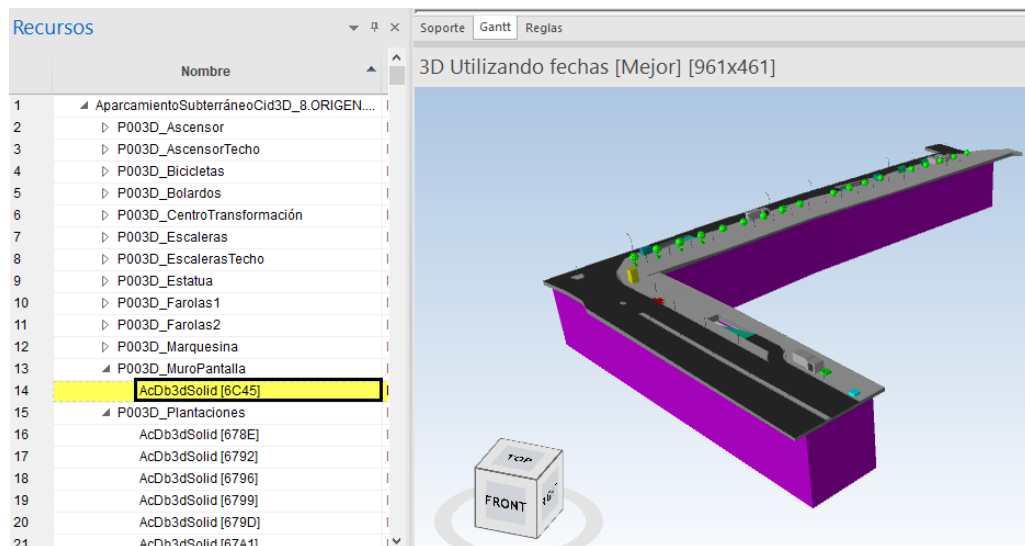 Recursos
Nombre
1 AparcamientoSubterráneoCid3D_8.ORIGEN....
2 P003D_Ascensor
3 P003D_AscensorTecho
4 P003D_Bicicletas
5 P003D_Bolardos
6 P003D_CentroTransformación
7 P003D_Escaleras
8 P003D_EscalerasTecho
9 P003D_Estatua
10 P003D_Farolas1
11 P003D_Farolas2
12 P003D_Marquesina
13 P003D_MuroPantalla
14 AcDb3dSolid [6C45]
15 P003D_Plantaciones
16 AcDb3dSolid [678E]
17 AcDb3dSolid [6792]
18 AcDb3dSolid [6796]
19 AcDb3dSolid [6799]
20 AcDb3dSolid [679D]
21 AcDb3dSolid [67A1]
Soporte Gantt Reglas
3D Utilizando fechas [Mejor] [961x461]
TOP
FRONT